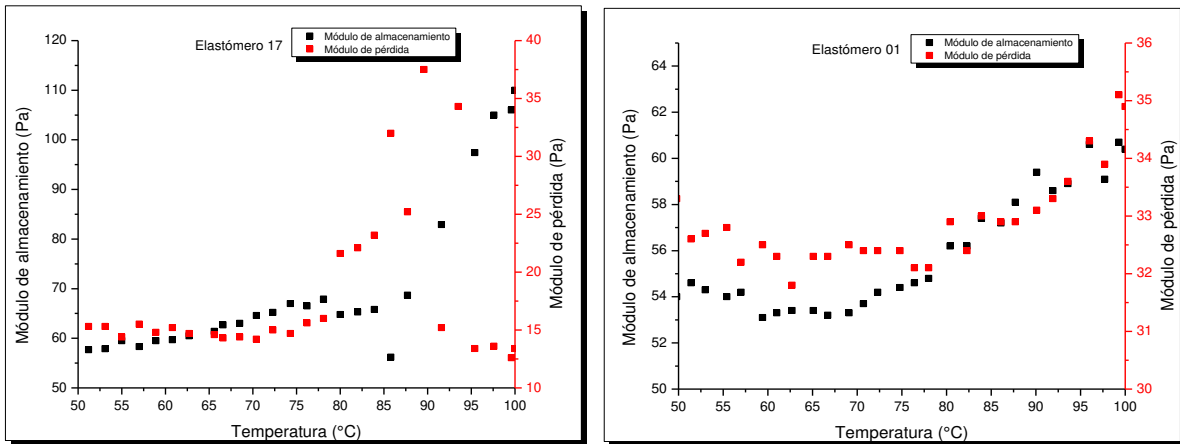 Elastómero 17
Módulo de almacenamiento
Módulo de pérdida
Módulo de almacenamiento (Pa)
120
110
100
90
80
70
60
50
50 55 60 65 70 75 80 85 90 95 100
Temperatura (°C)
40
35
30
25
20
15
10
Módulo de pérdida (Pa)
Elastómero 01
Módulo de almacenamiento
Módulo de pérdida
Módulo de almacenamiento (Pa)
64
62
60
58
56
54
52
50
50 55 60 65 70 75 80 85 90 95 100
Temperatura (°C)
36
35
34
33
32
31
30
Módulo de pérdida (Pa)